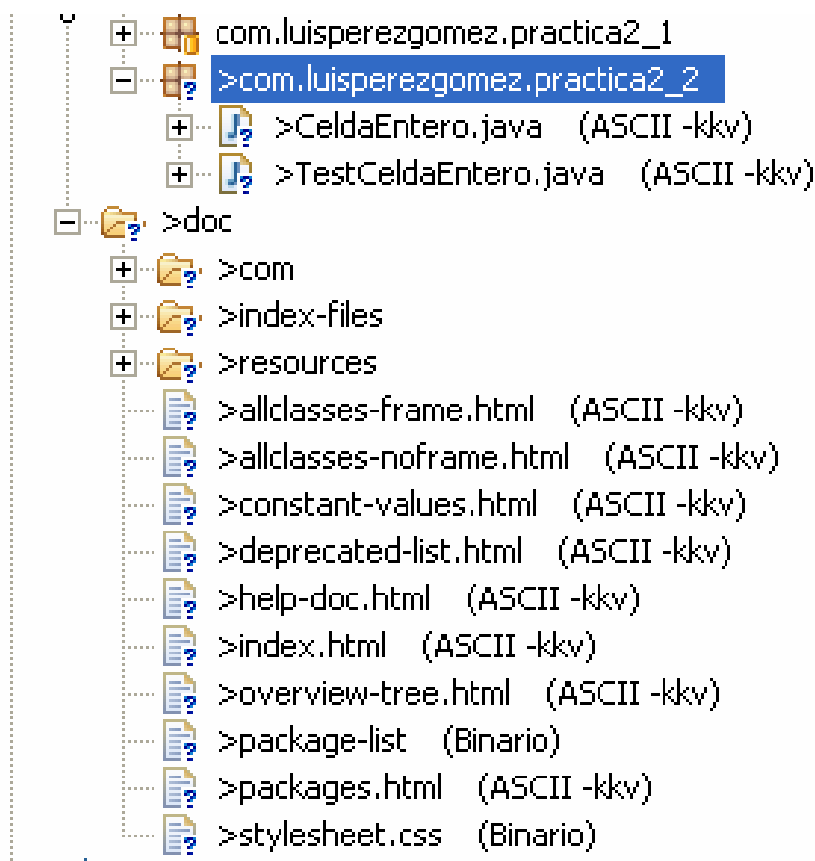 com.luisperezgomez.practica2_1
>com.luisperezgomez.practica2_2
>CeldaEntero.java (ASCII -kkv)
>TestCeldaEntero.java (ASCII -kkv)
>doc
>com
>index-files
>resources
>allclasses-frame.html (ASCII -kkv)
>allclasses-noframe.html (ASCII -kkv)
>constant-values.html (ASCII -kkv)
>deprecated-list.html (ASCII -kkv)
>help-doc.html (ASCII -kkv)
>index.html (ASCII -kkv)
>overview-tree.html (ASCII -kkv)
>package-list (Binario)
>packages.html (ASCII -kkv)
>stylesheet.css (Binario)